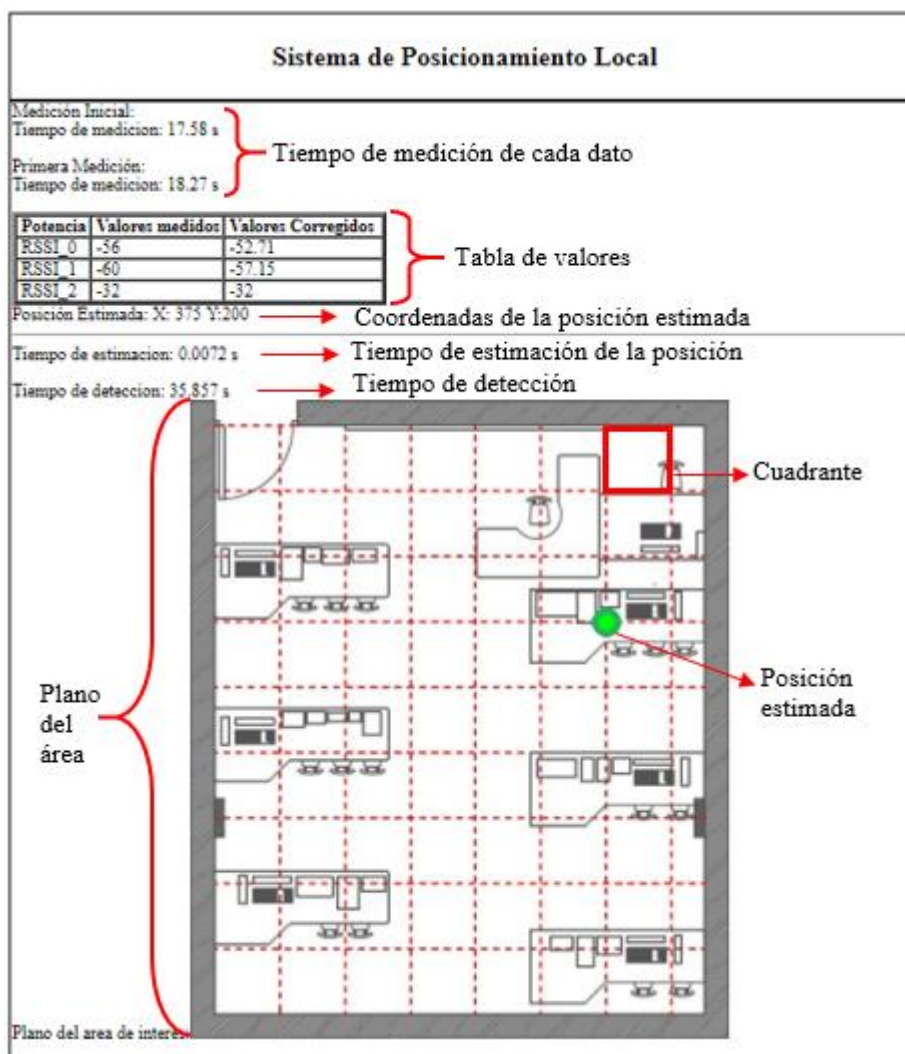 Sistema de Posicionamiento Local
Medición Inicial:
Tiempo de medicion: 17.58 s
Primera Medición:
Tiempo de medicion: 18.27 s
Tiempo de medición de cada dato
Potencia Valores medidos Valores Corregidos
RSSI_0 -56 -52.71
RSSI_1 -60 -57.15
RSSI_2 -32 -32
Tabla de valores
Posición Estimada: X: 375 Y:200
Coordenadas de la posición estimada
Tiempo de estimacion: 0.0072 s
Tiempo de estimación de la posición
Tiempo de deteccion: 35.857 s
Tiempo de detección
Cuadrante
Posición
estimada
Plano
del
área
Plano del area de interes